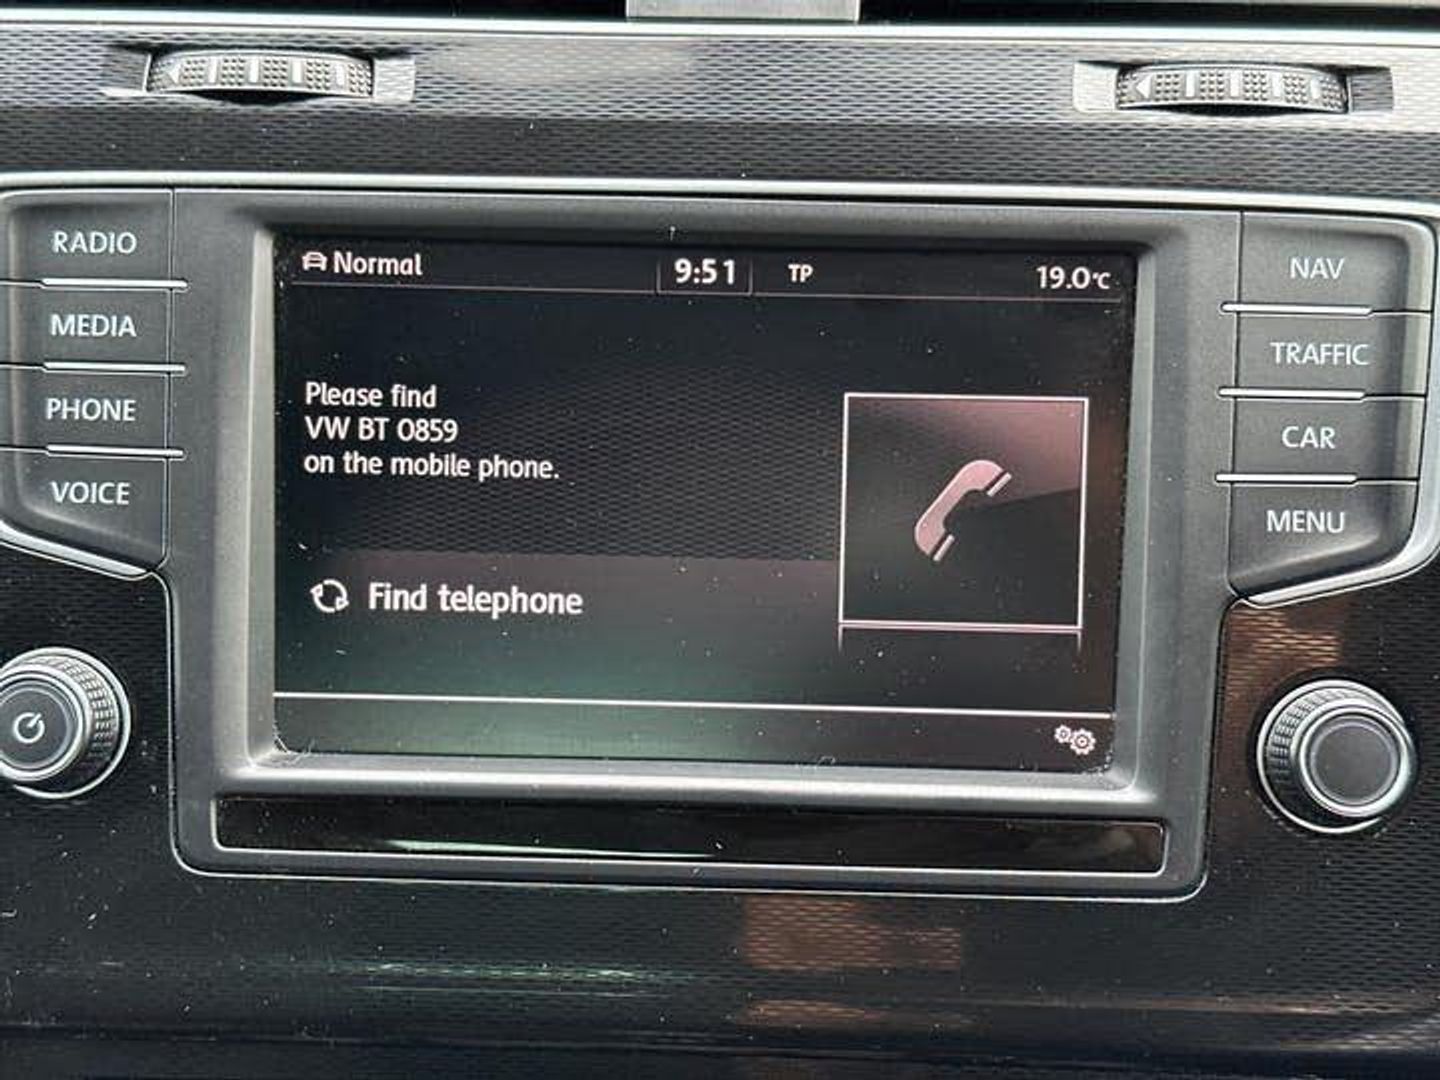 RADIO
MEDIA
PHONE
VOICE
Normal 9:51 TP 19.0°C
Please find
VW BT 0859
on the mobile phone.
Find telephone
NAV
TRAFFIC
CAR
MENU